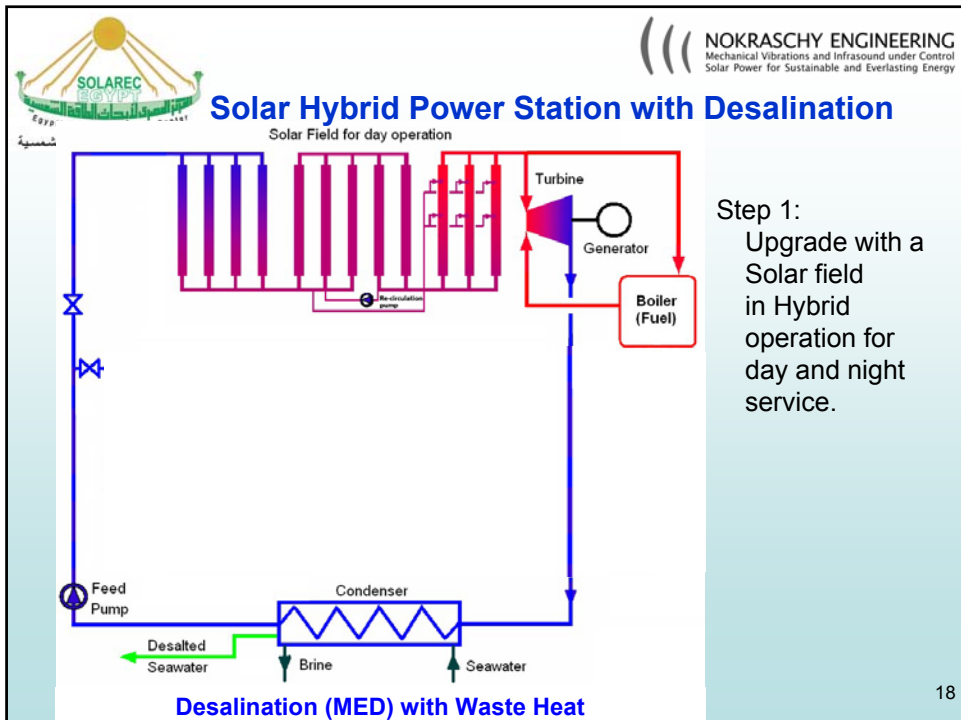 SOLAREC
EGYPT
NOKRASCHY ENGINEERING
Mechanical Vibrations and Infrasound under Control
Solar Power for Sustainable and Everlasting Energy
Solar Hybrid Power Station with Desalination
Solar Field for day operation
Turbine
Generator
Re-circulation
pump
Boiler
(Fuel)
Step 1:
Upgrade with a
Solar field
in Hybrid
operation for
day and night
service.
Feed
Pump
Condenser
Desalted
Seawater
Brine
Seawater
Desalination (MED) with Waste Heat
18